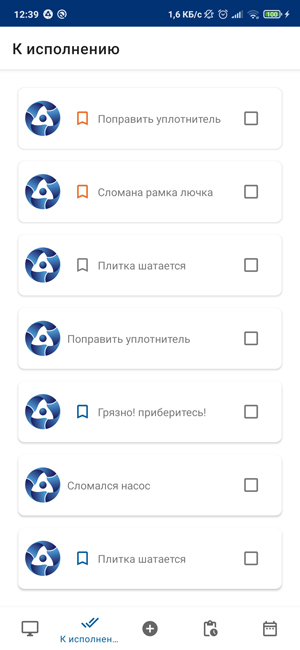 12:39 1,6 КБ/с 100
К исполнению
Поправить уплотнитель
Сломана рамка лючка
Плитка шатается
Поправить уплотнитель
Грязно! приберитесь!
Сломался насос
Плитка шатается
К исполнен...